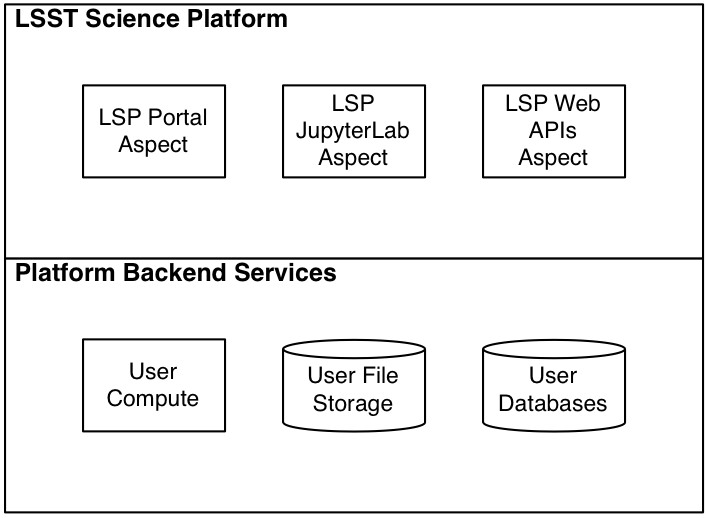 LSST Science Platform
LSP Portal
Aspect
LSP
JupyterLab
Aspect
LSP Web
APIs
Aspect
Platform Backend Services
User
Compute
User File
Storage
User
Databases